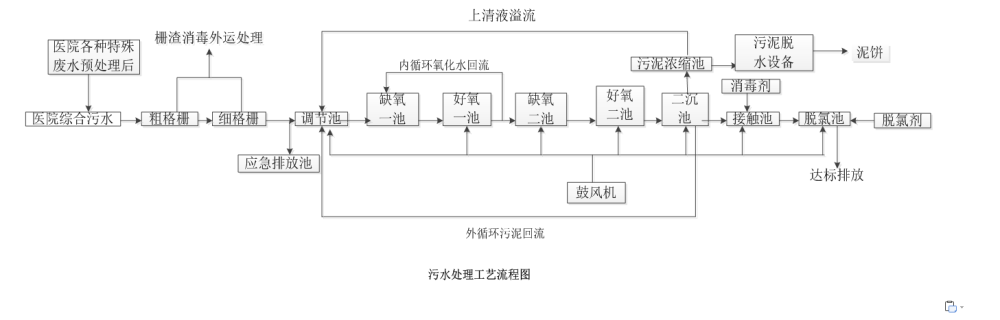 上清液溢流
医院各种特殊
废水预处理后
栅渣消毒外运处理
污泥脱
水设备
泥饼
内循环氧化水回流
污泥浓缩池
消毒剂
缺氧
一池
好氧
一池
缺氧
二池
好氧
二池
二沉
池
医院综合污水
粗格栅
细格栅
调节池
接触池
脱氯池
脱氯剂
应急排放池
达标排放
鼓风机
外循环污泥回流
污水处理工艺流程图